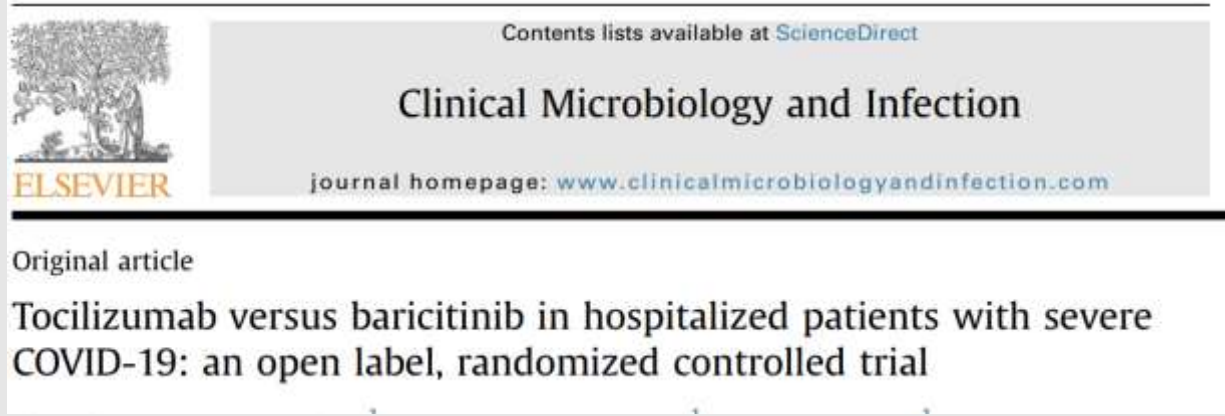 Contents lists available at ScienceDirect
Clinical Microbiology and Infection
ELSEVIER
journal homepage: www.clinicalmicrobiologyandinfection.com
Original article
Tocilizumab versus baricitinib in hospitalized patients with severe
COVID-19: an open label, randomized controlled trial